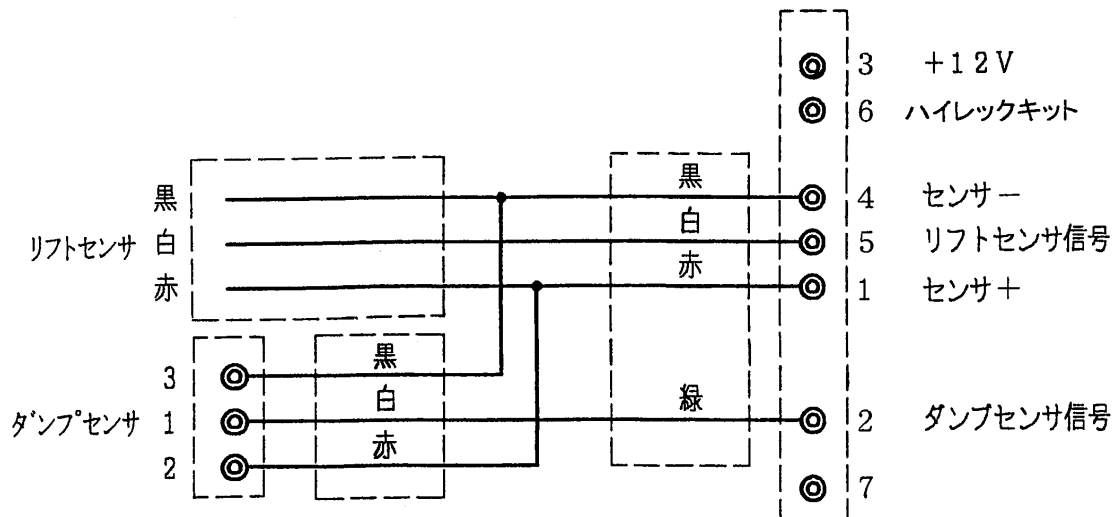 3 +12V
6 ハイレックキット
黒 黒 4 センサー
リフトセンサ 白 白 5 リフトセンサ信号
赤 赤 1 センサ+
3 黒
ダンプセンサ 1 白 緑 2 ダンプセンサ信号
2 赤
7